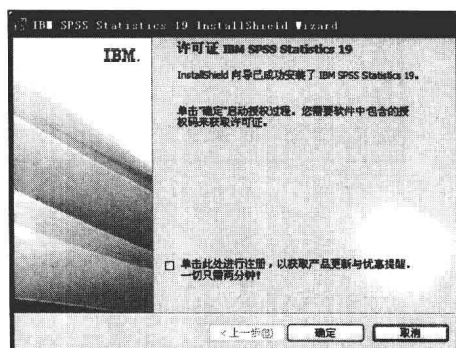 IBM SPSS Statistics 19 InstallShield Wizard
IBM.
许可证 IBM SPSS Statistics 19
InstallShield 向导已成功安装了 IBM SPSS Statistics 19。
单击“确定”启动授权过程。您需要软件中包含的授
权码来获取许可证。
单击此处进行注册，以获取产品更新与优惠提醒。
一切只需两分钟！
<上一步(B)
确定
取消